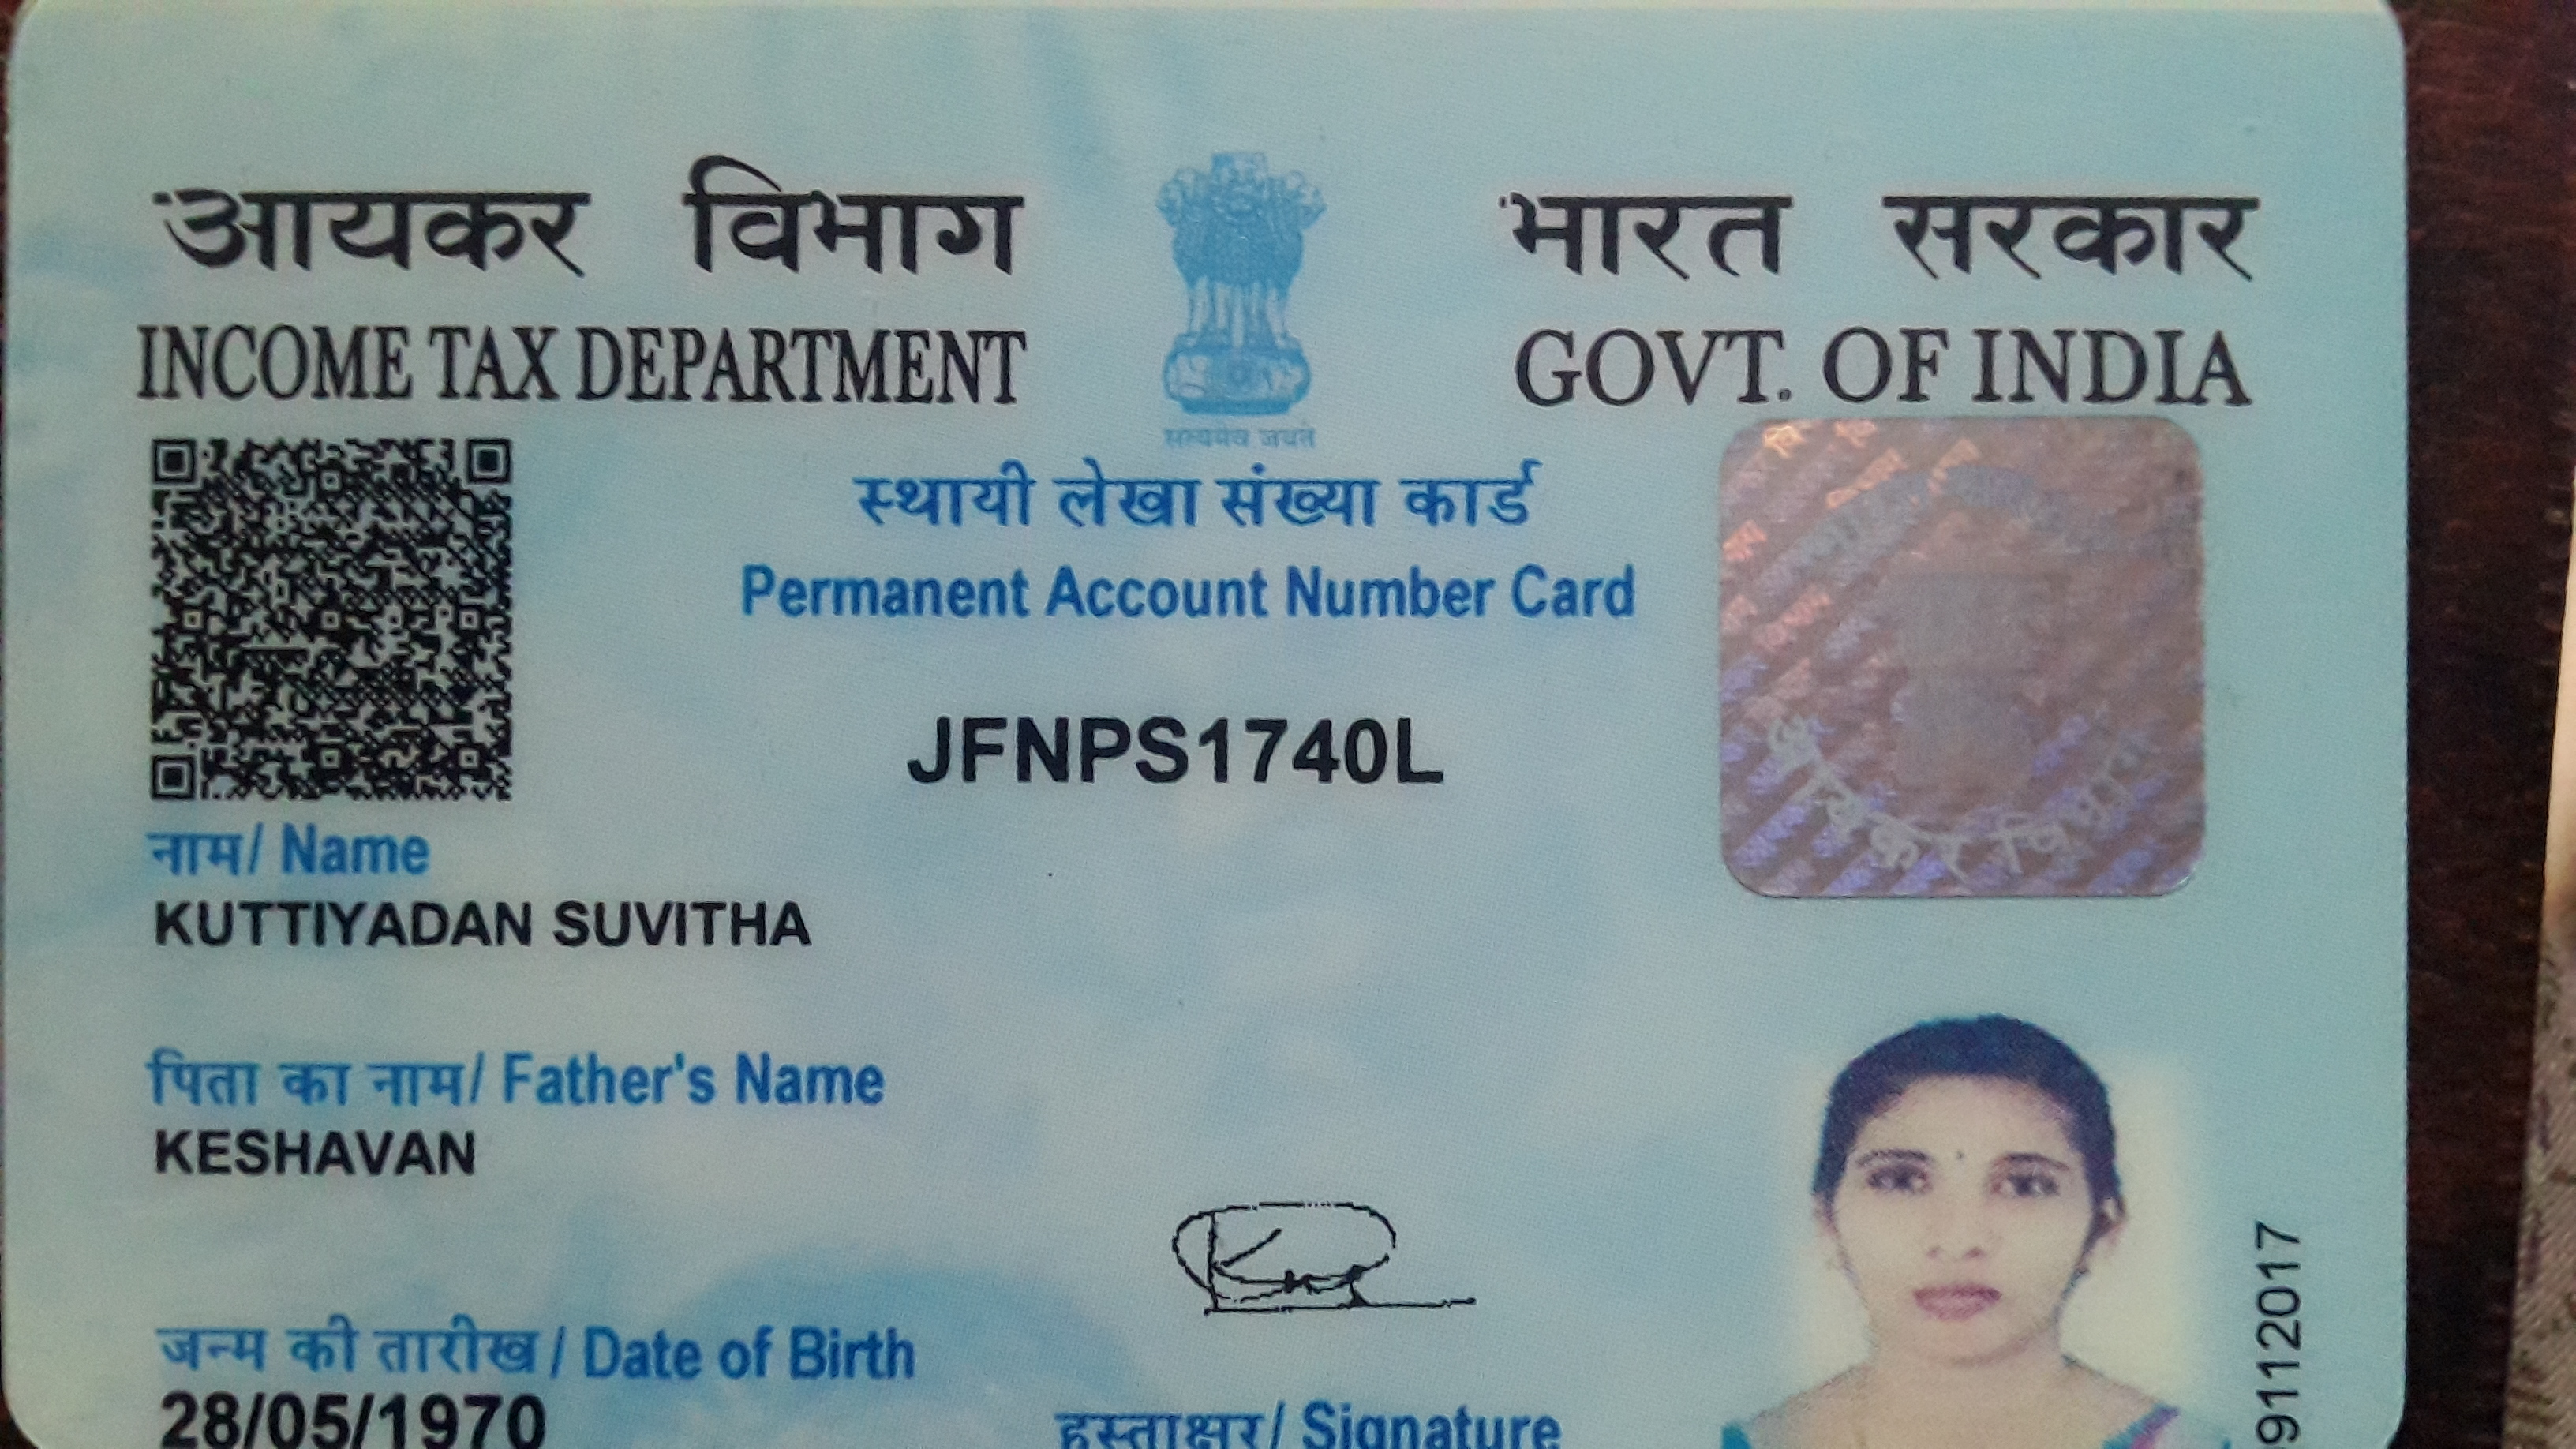 आयकर विभाग
INCOME TAX DEPARTMENT
सत्यमेव जयते
भारत सरकार
GOVT. OF INDIA
स्थायी लेखा संख्या कार्ड
Permanent Account Number Card
JFNPS1740L
नाम / Name
KUTTIYADAN SUVITHA
पिता का नाम / Father's Name
KESHAVAN
जन्म की तारीख / Date of Birth
28/05/1970
हस्ताक्षर / Signature
9112017